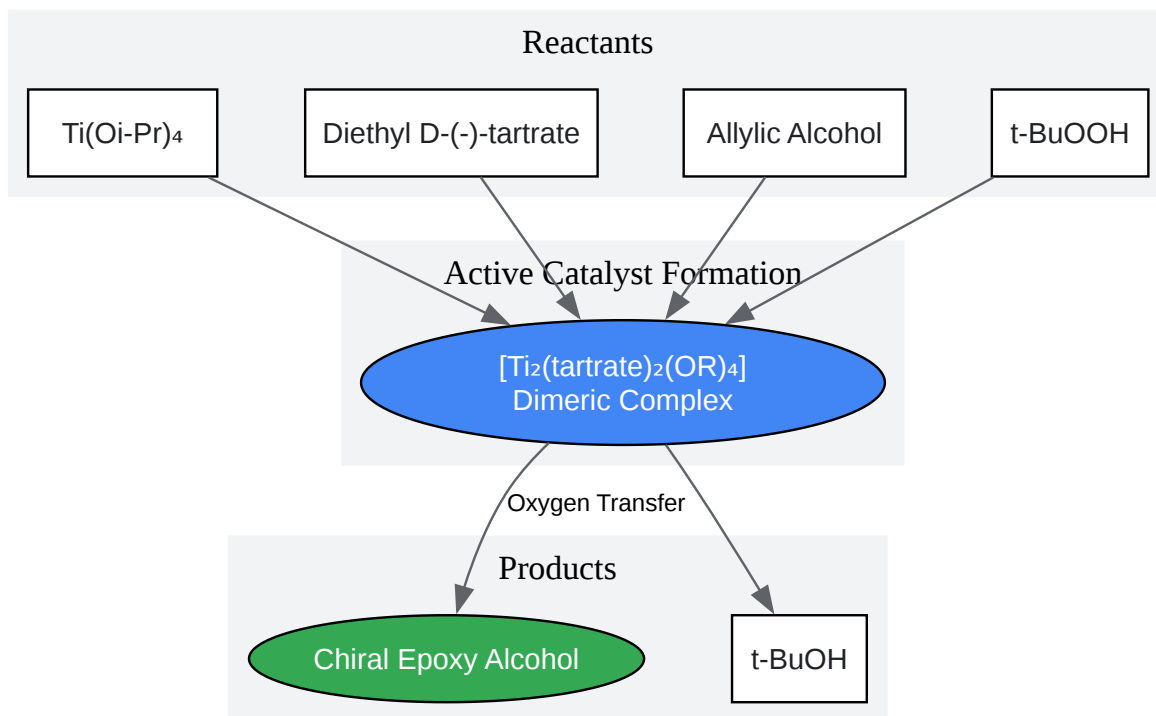 Reactants
Ti(Oi-Pr)₄
Diethyl D-(-)-tartrate
Allylic Alcohol
t-BuOOH
Active Catalyst Formation
[Ti₂(tartrate)₂(OR)₄]
Dimeric Complex
Oxygen Transfer
Products
Chiral Epoxy Alcohol
t-BuOH